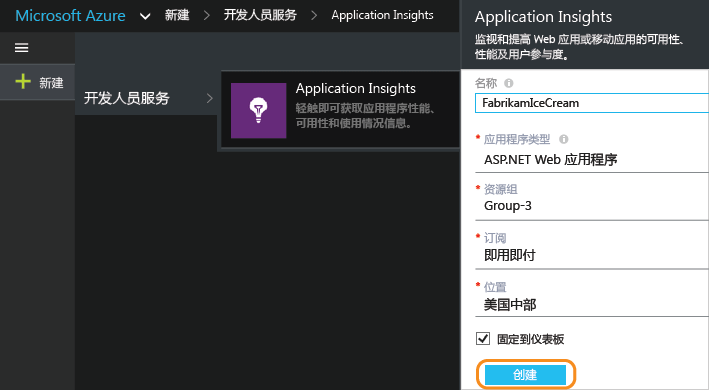 Microsoft Azure 新建 开发人员服务 Application Insights
新建
开发人员服务
Application Insights
轻触即可获取应用程序性能、
可用性和使用情况信息。
Application Insights
监视和提高 Web 应用或移动应用的可用性、
性能及用户参与度。
名称
FabrikamIceCream
* 应用程序类型
ASP.NET Web 应用程序
* 资源组
Group-3
* 订阅
即用即付
* 位置
美国中部
固定到仪表板
创建